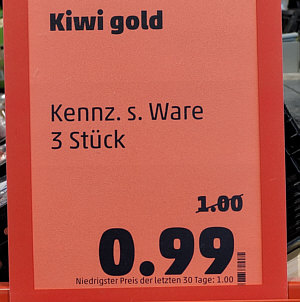 Kiwi gold
Kennz. s. Ware
3 Stück
1.00
0.99
Niedrigster Preis der letzten 30 Tage: 1.00